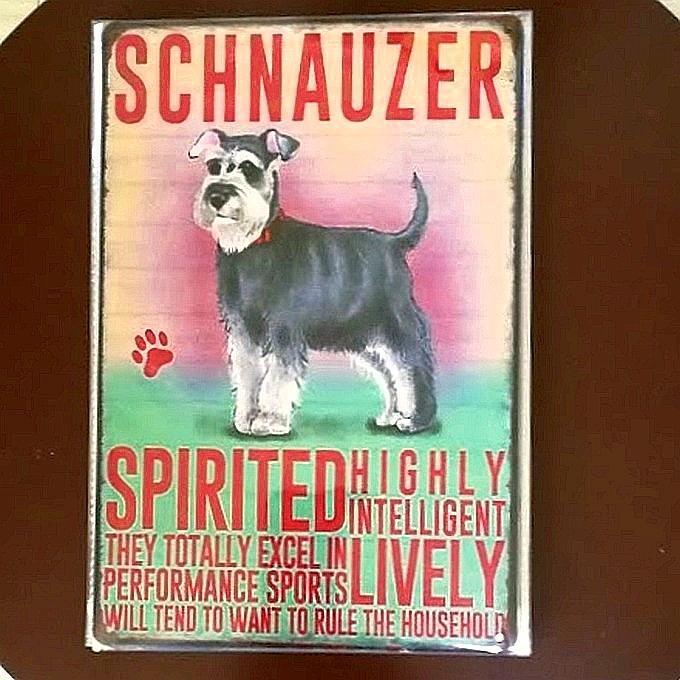 SCHNAUZER
SPIRITED
HIGHLY
INTELLIGENT
THEY TOTALLY EXCEL IN
PERFORMANCE SPORTS
LIVELY
WILL TEND TO WANT TO RULE THE HOUSEHOLD